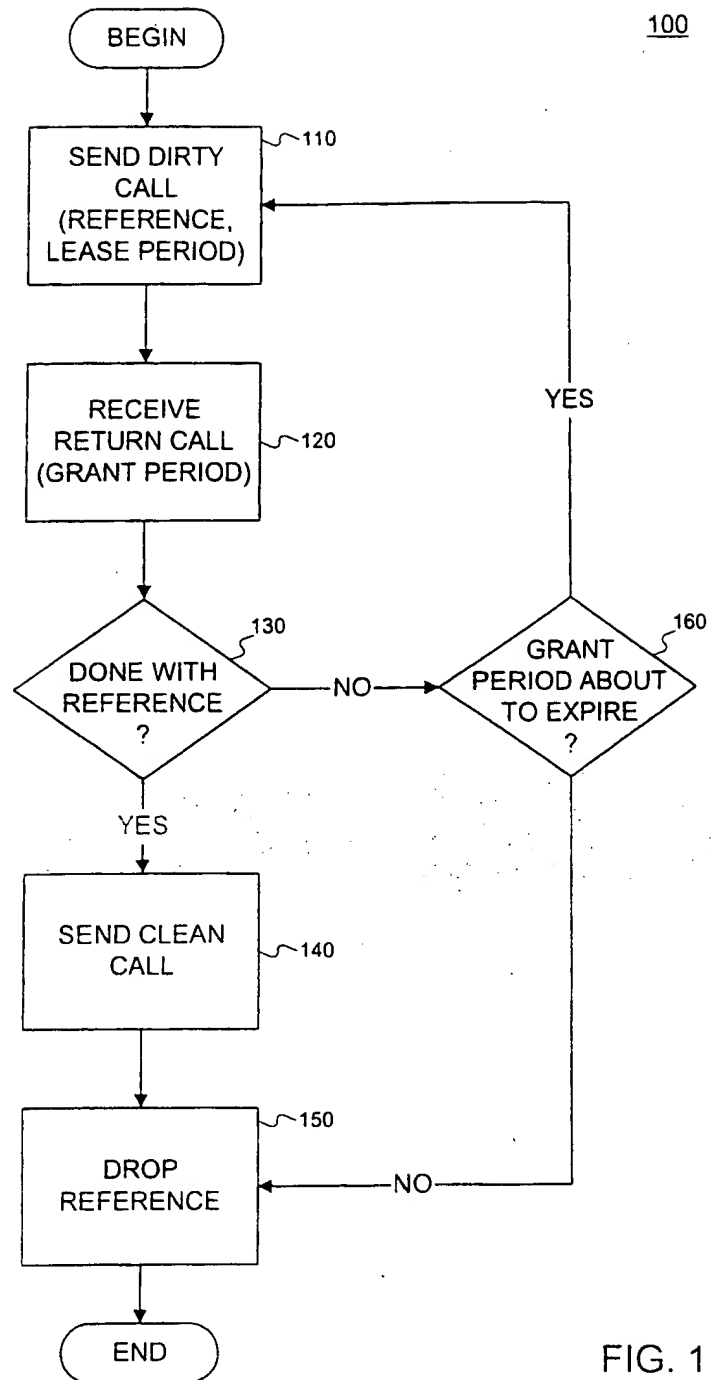 100
BEGIN
110
SEND DIRTY
CALL
(REFERENCE,
LEASE PERIOD)
YES
RECEIVE
RETURN CALL
(GRANT PERIOD)
120
130
DONE WITH
REFERENCE
?
NO
160
GRANT
PERIOD ABOUT
TO EXPIRE
?
YES
SEND CLEAN
CALL
140
150
DROP
REFERENCE
NO
END
FIG. 1